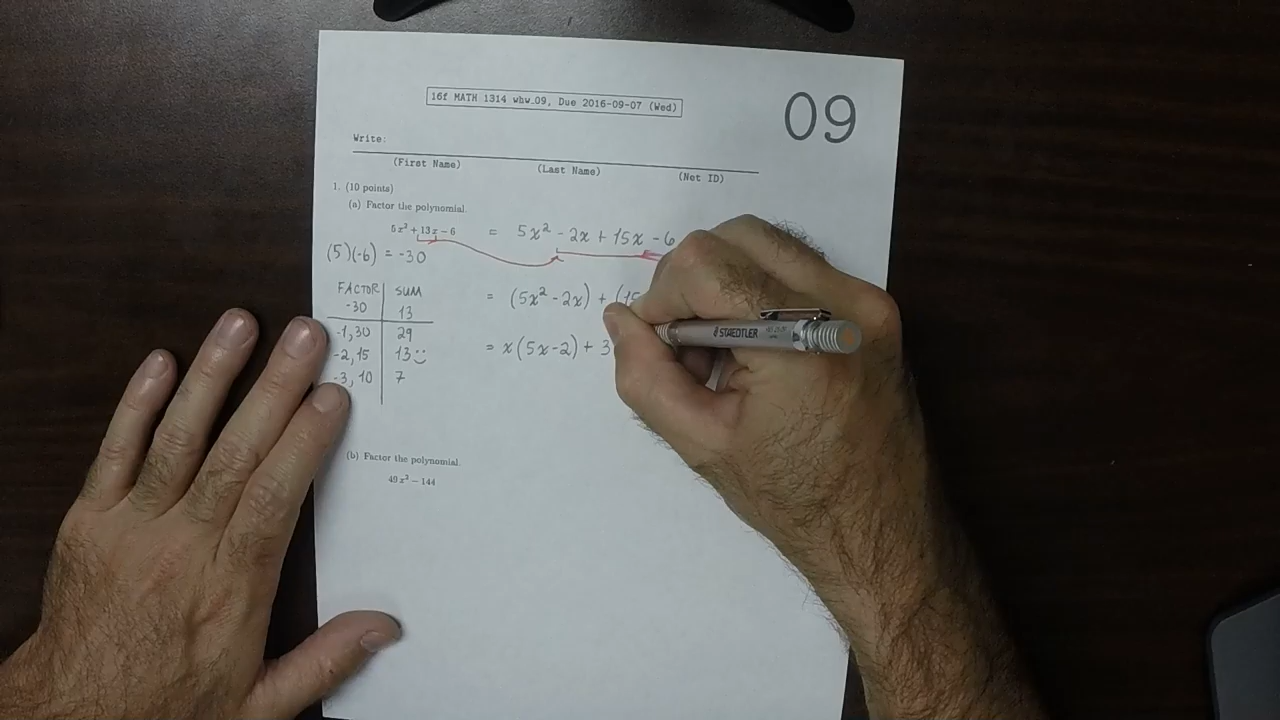 16f MATH 1314 whw_09, Due 2016-09-07 (Wed)
09
Write:
(First Name) (Last Name) (Not ID)
1. (10 points)
(a) Factor the polynomial.
5x² + 13x − 6 = 5x² - 2x + 15x - 6
(5)(-6) = -30
FACTOR SUM
-30 13
-1, 30 29
-2, 15 13
-3, 10 7
= (5x² - 2x) + (15
= x(5x-2) + 3
STAEDTLER
(b) Factor the polynomial.
49x² − 144